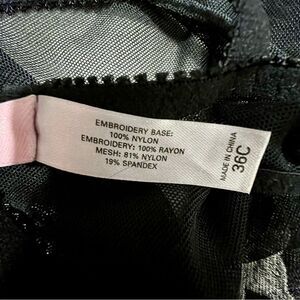 EMBROIDERY BASE:
100% NYLON
EMBROIDERY: 100% RAYON
MESH: 81% NYLON
19% SPANDEX
MADE IN CHINA
36C